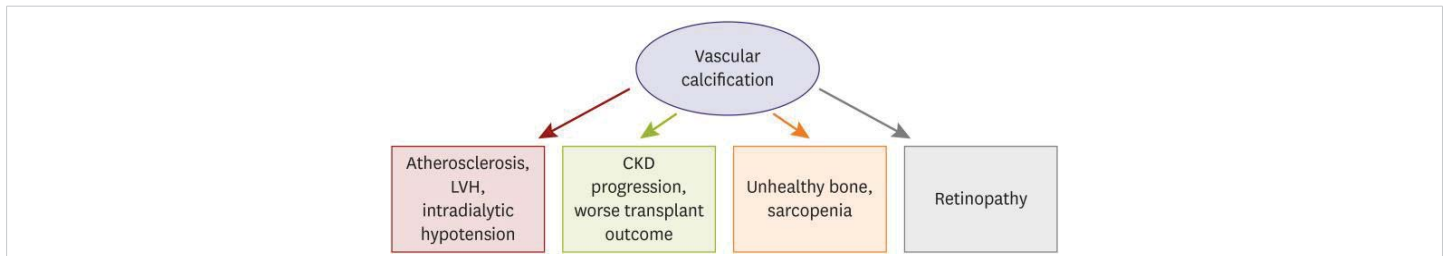 Vascular
calcification
Atherosclerosis,
LVH,
intradialytic
hypotension
CKD
progression,
worse transplant
outcome
Unhealthy bone,
sarcopenia
Retinopathy